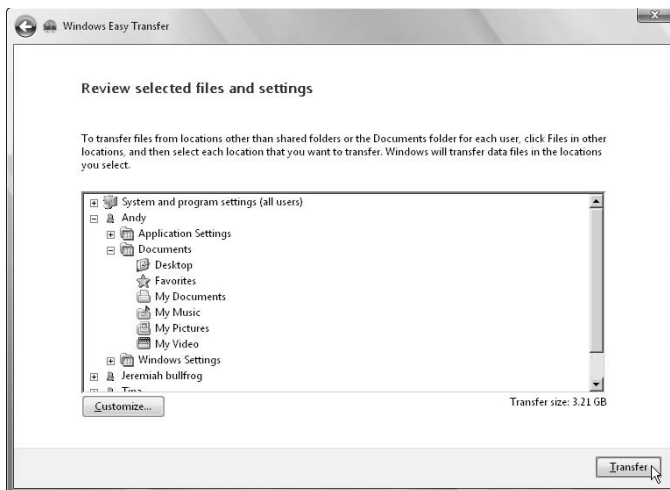 Windows Easy Transfer
Review selected files and settings
To transfer files from locations other than shared folders or the Documents folder for each user, click Files in other
locations, and then select each location that you want to transfer. Windows will transfer data files in the locations
you select.
System and program settings (all users)
Andy
Application Settings
Documents
Desktop
Favorites
My Documents
My Music
My Pictures
My Video
Windows Settings
Jeremiah bullfrog
Tina
Customize...
Transfer size: 3.21 GB
Transfer